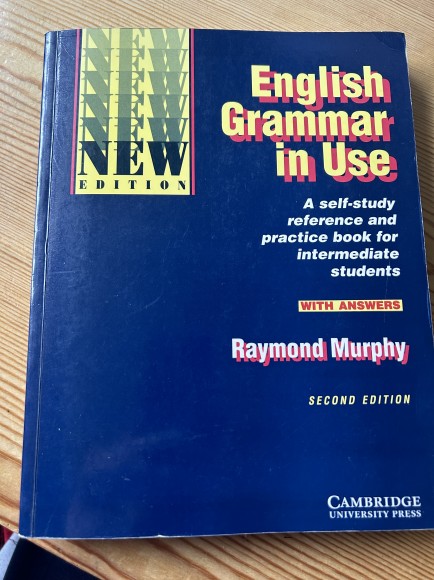 NEW
NEW
NEW
NEW
NEW
NEW
EDITION
English
Grammar
in Use
A self-study
reference and
practice book for
intermediate
students
WITH ANSWERS
Raymond Murphy
SECOND EDITION
CAMBRIDGE
UNIVERSITY PRESS